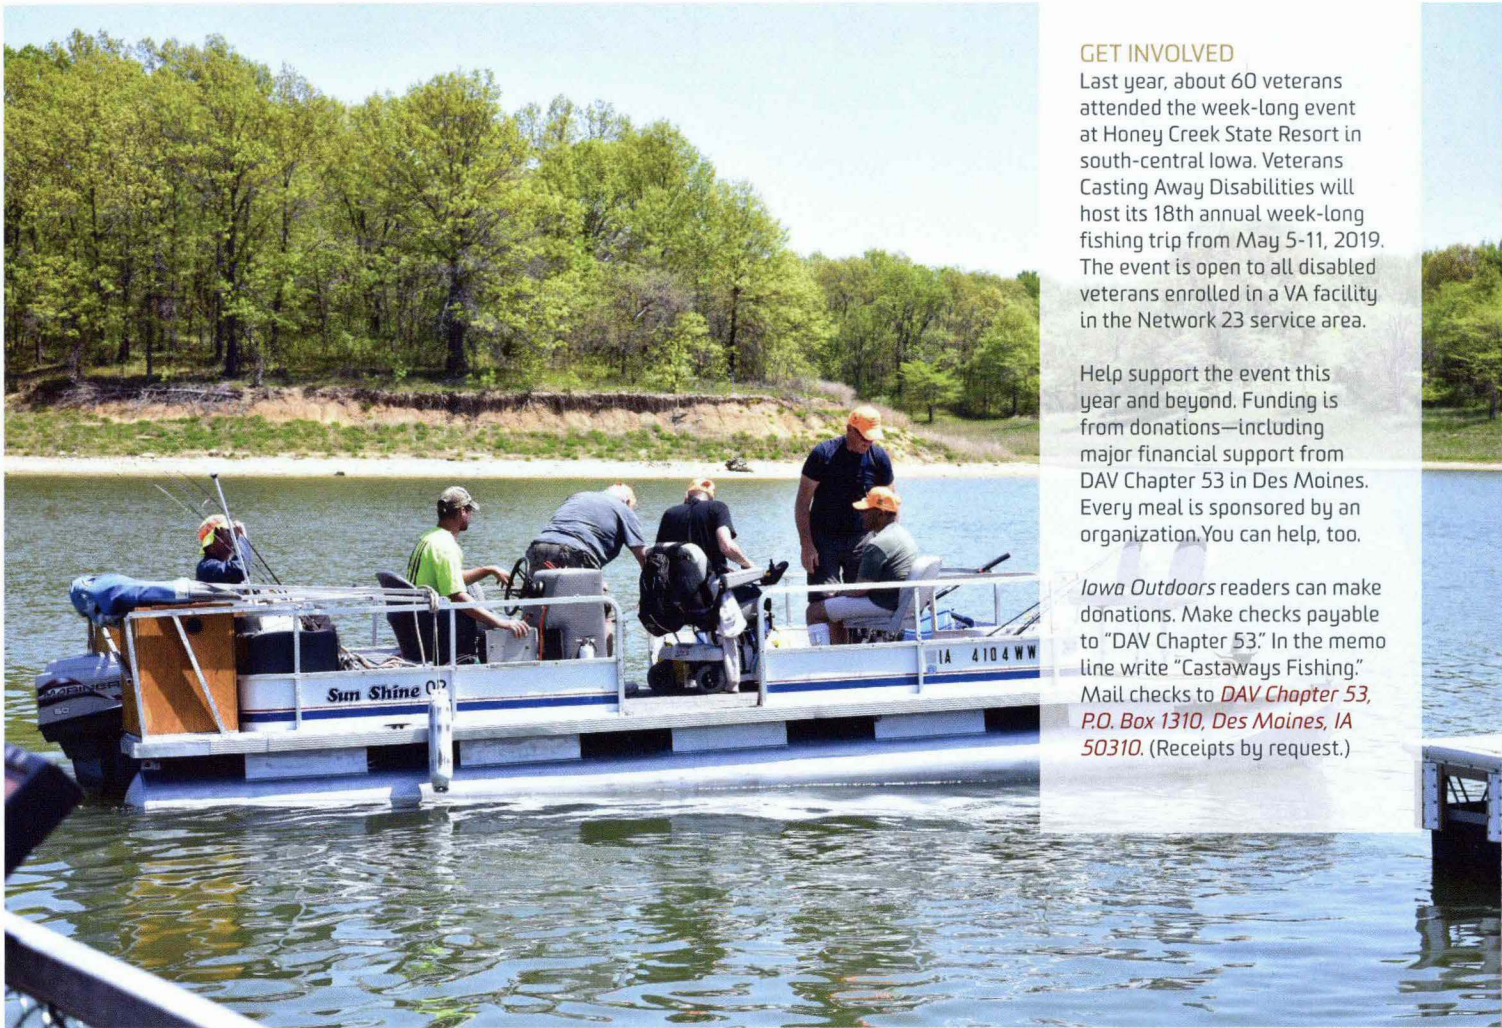 GET INVOLVED
Last year, about 60 veterans
attended the week-long event
at Honey Creek State Resort in
south-central Iowa. Veterans
Casting Away Disabilities will
host its 18th annual week-long
fishing trip from May 5-11, 2019.
The event is open to all disabled
veterans enrolled in a VA facility
in the Network 23 service area.
Help support the event this
year and beyond. Funding is
from donations—including
major financial support from
DAV Chapter 53 in Des Moines.
Every meal is sponsored by an
organization.You can help, too.
Iowa Outdoors readers can make
donations. Make checks payable
to “DAV Chapter 53.” In the memo
line write “Castaways Fishing.”
Mail checks to DAV Chapter 53,
P.O. Box 1310, Des Moines, IA
50310. (Receipts by request.)
IA 4104WW
MARINER
60
Sun Shine